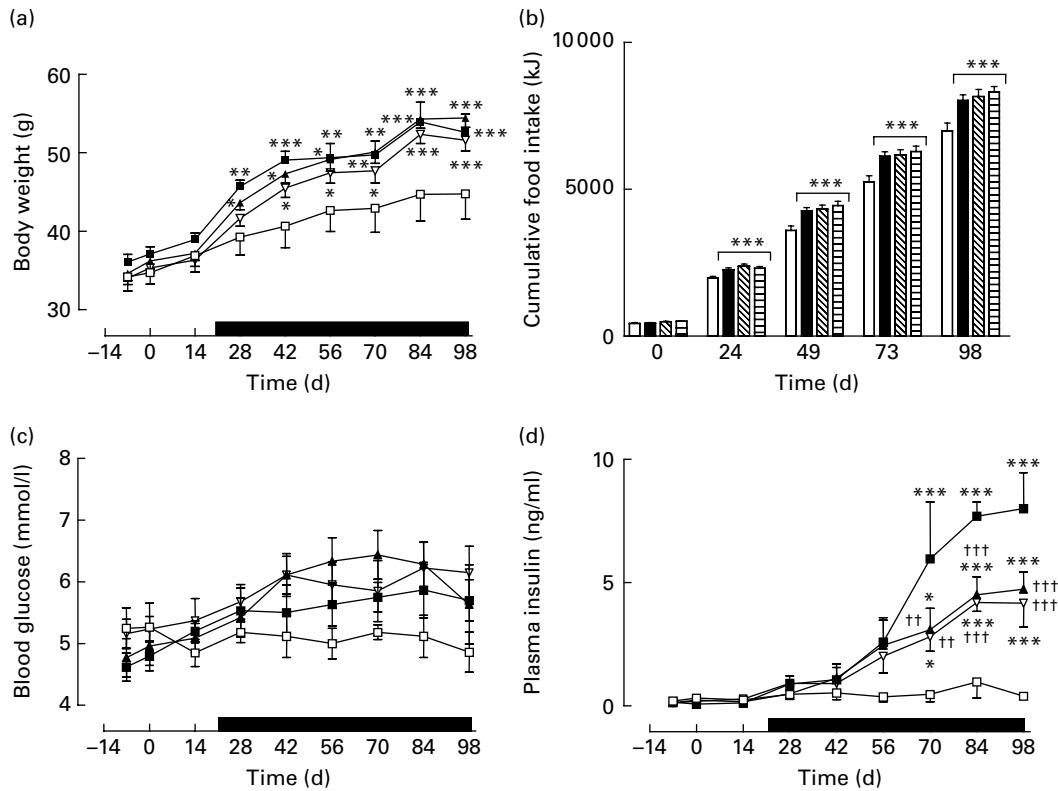 (a)
Body weight (g)
60
50
40
30
** *** ** ** *** *** ***
* * * ** *** ***
* * *
–14 0 14 28 42 56 70 84 98
Time (d)
(b)
Cumulative food intake (kJ)
10 000
5000
0
***
***
***
***
0 24 49 73 98
Time (d)
(c)
Blood glucose (mmol/l)
8
7
6
5
4
–14 0 14 28 42 56 70 84 98
Time (d)
(d)
Plasma insulin (ng/ml)
10
5
0
***
*** ***
†††
*** ***
* †††
†† †††
†† ***
††† ***
*
–14 0 14 28 42 56 70 84 98
Time (d)